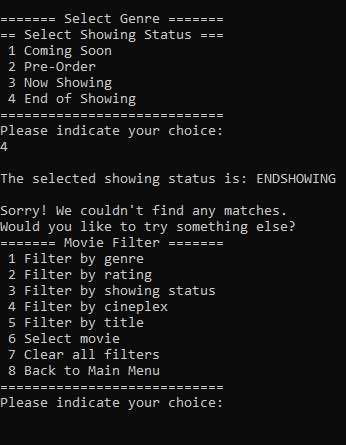 ======= Select Genre =======
== Select Showing Status ===
1 Coming Soon
2 Pre-Order
3 Now Showing
4 End of Showing
============================
Please indicate your choice:
4
The selected showing status is: ENDSHOWING
Sorry! We couldn't find any matches.
Would you like to try something else?
======= Movie Filter =======
1 Filter by genre
2 Filter by rating
3 Filter by showing status
4 Filter by cineplex
5 Filter by title
6 Select movie
7 Clear all filters
8 Back to Main Menu
============================
Please indicate your choice: